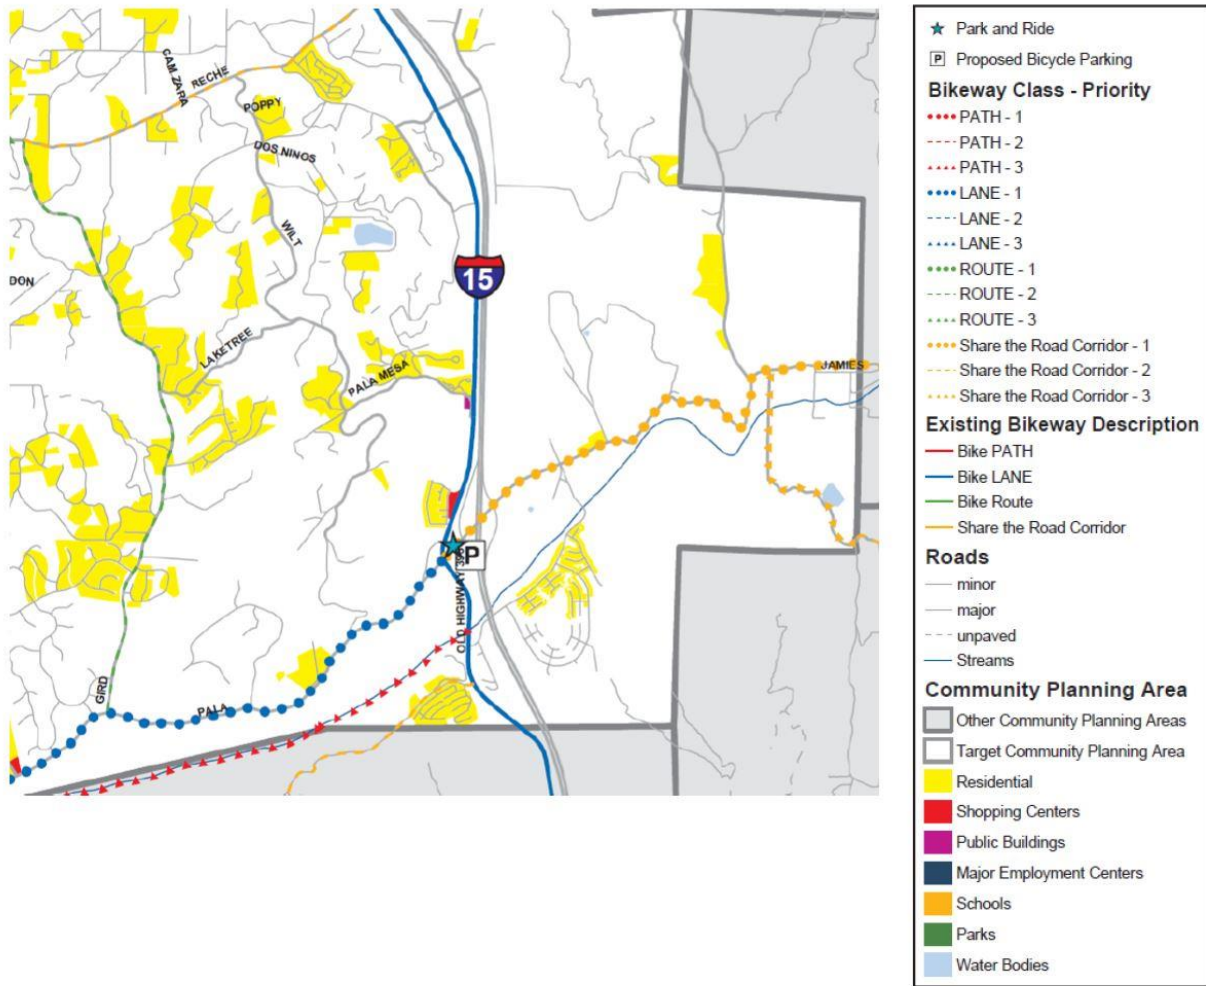 CAM ZARA
RECHE
POPPY
DOS NINOS
WILT
15
DON
LAKETREE
PALA MESA
JAMIES
P
OLD HIGHWAY 395
GIRD
PALA
Park and Ride
P Proposed Bicycle Parking
Bikeway Class - Priority
PATH - 1
PATH - 2
PATH - 3
LANE - 1
LANE - 2
LANE - 3
ROUTE - 1
ROUTE - 2
ROUTE - 3
Share the Road Corridor - 1
Share the Road Corridor - 2
Share the Road Corridor - 3
Existing Bikeway Description
Bike PATH
Bike LANE
Bike Route
Share the Road Corridor
Roads
minor
major
unpaved
Streams
Community Planning Area
Other Community Planning Areas
Target Community Planning Area
Residential
Shopping Centers
Public Buildings
Major Employment Centers
Schools
Parks
Water Bodies